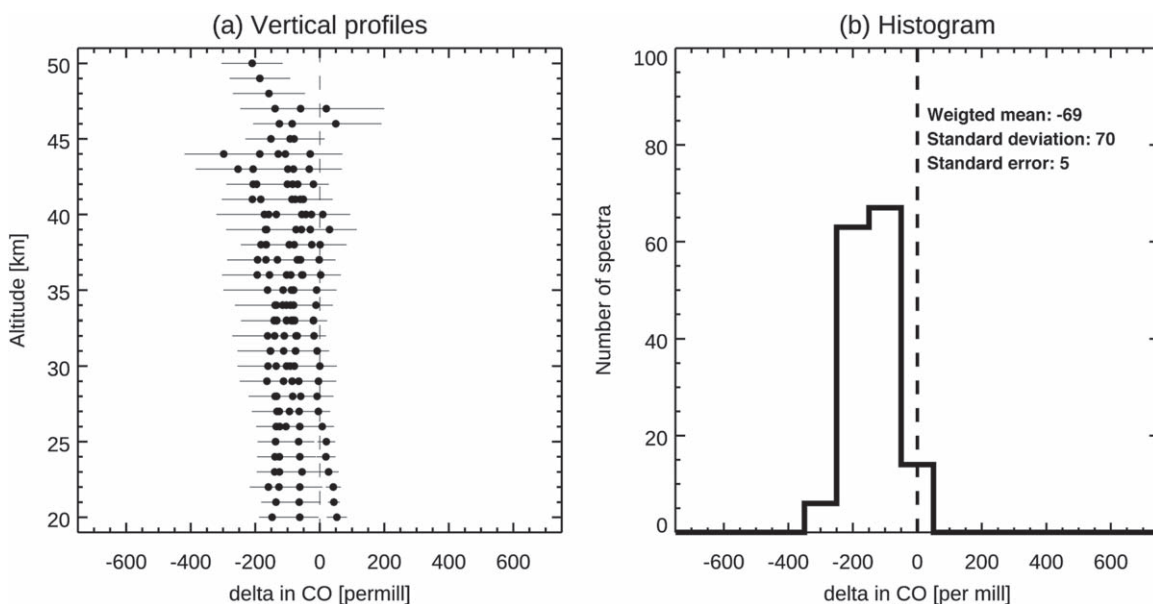 (a) Vertical profiles
50
45
40
35
30
25
20
Altitude [km]
-600 -400 -200 0 200 400 600
delta in CO [permill]
(b) Histogram
100
80
60
40
20
0
Number of spectra
Weigted mean: -69
Standard deviation: 70
Standard error: 5
-600 -400 -200 0 200 400 600
delta in CO [per mill]